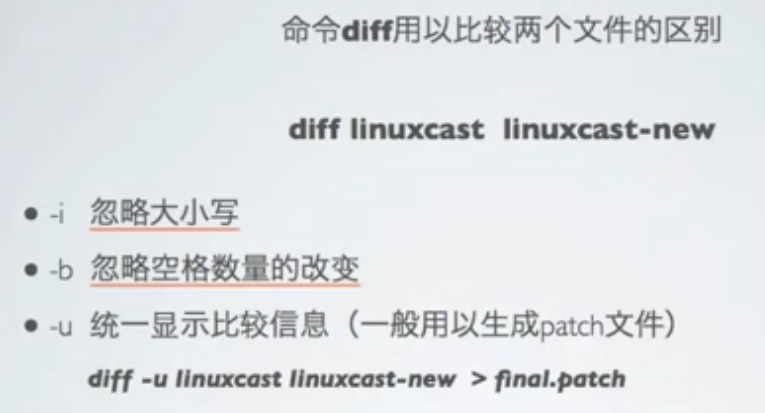 命令diff用以比较两个文件的区别
diff linuxcast linuxcast-new
● -i 忽略大小写
● -b 忽略空格数量的改变
● -u 统一显示比较信息（一般用以生成patch文件）
diff -u linuxcast linuxcast-new > final.patch